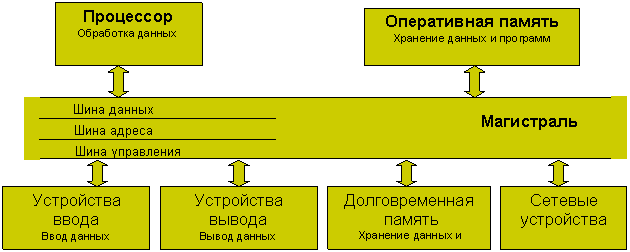 Процессор
Обработка данных
Оперативная память
Хранение данных и программ
Шина данных
Шина адреса
Шина управления
Магистраль
Устройства
ввода
Ввод данных
Устройства
вывода
Вывод данных
Долговременная
память
Хранение данных и
Сетевые
устройства